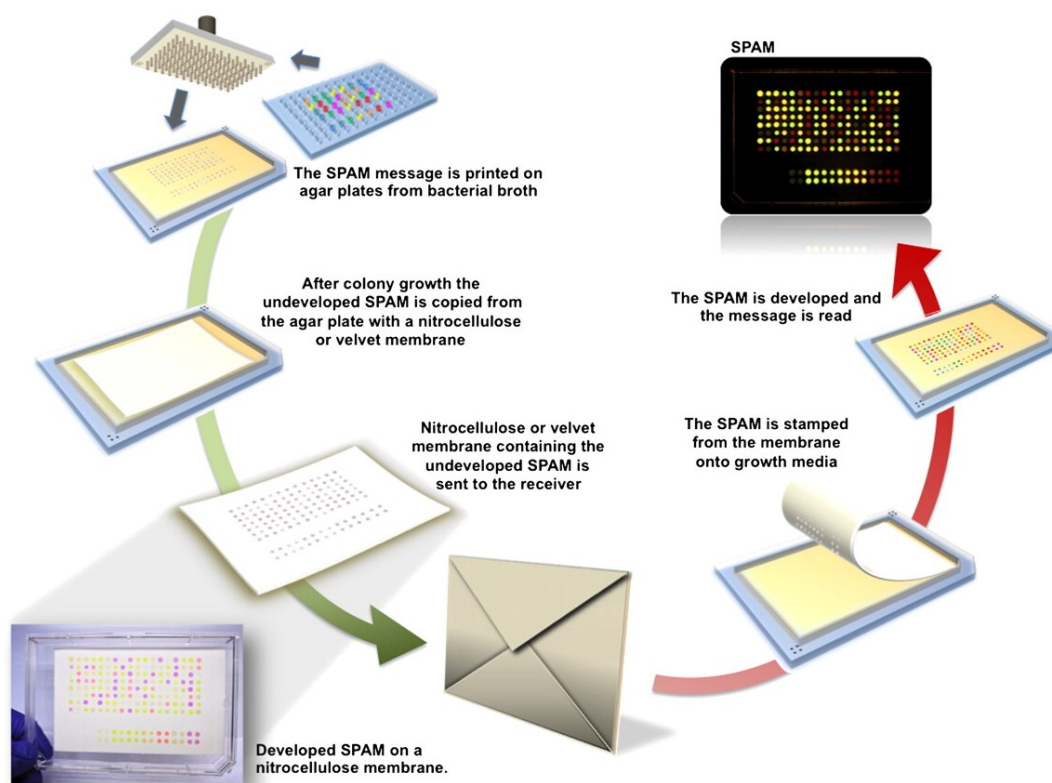 The SPAM message is printed on
agar plates from bacterial broth
After colony growth the
undeveloped SPAM is copied from
the agar plate with a nitrocellulose
or velvet membrane
Nitrocellulose or velvet
membrane containing the
undeveloped SPAM is
sent to the receiver
Developed SPAM on a
nitrocellulose membrane.
The SPAM is stamped
from the membrane
onto growth media
The SPAM is developed and
the message is read
SPAM